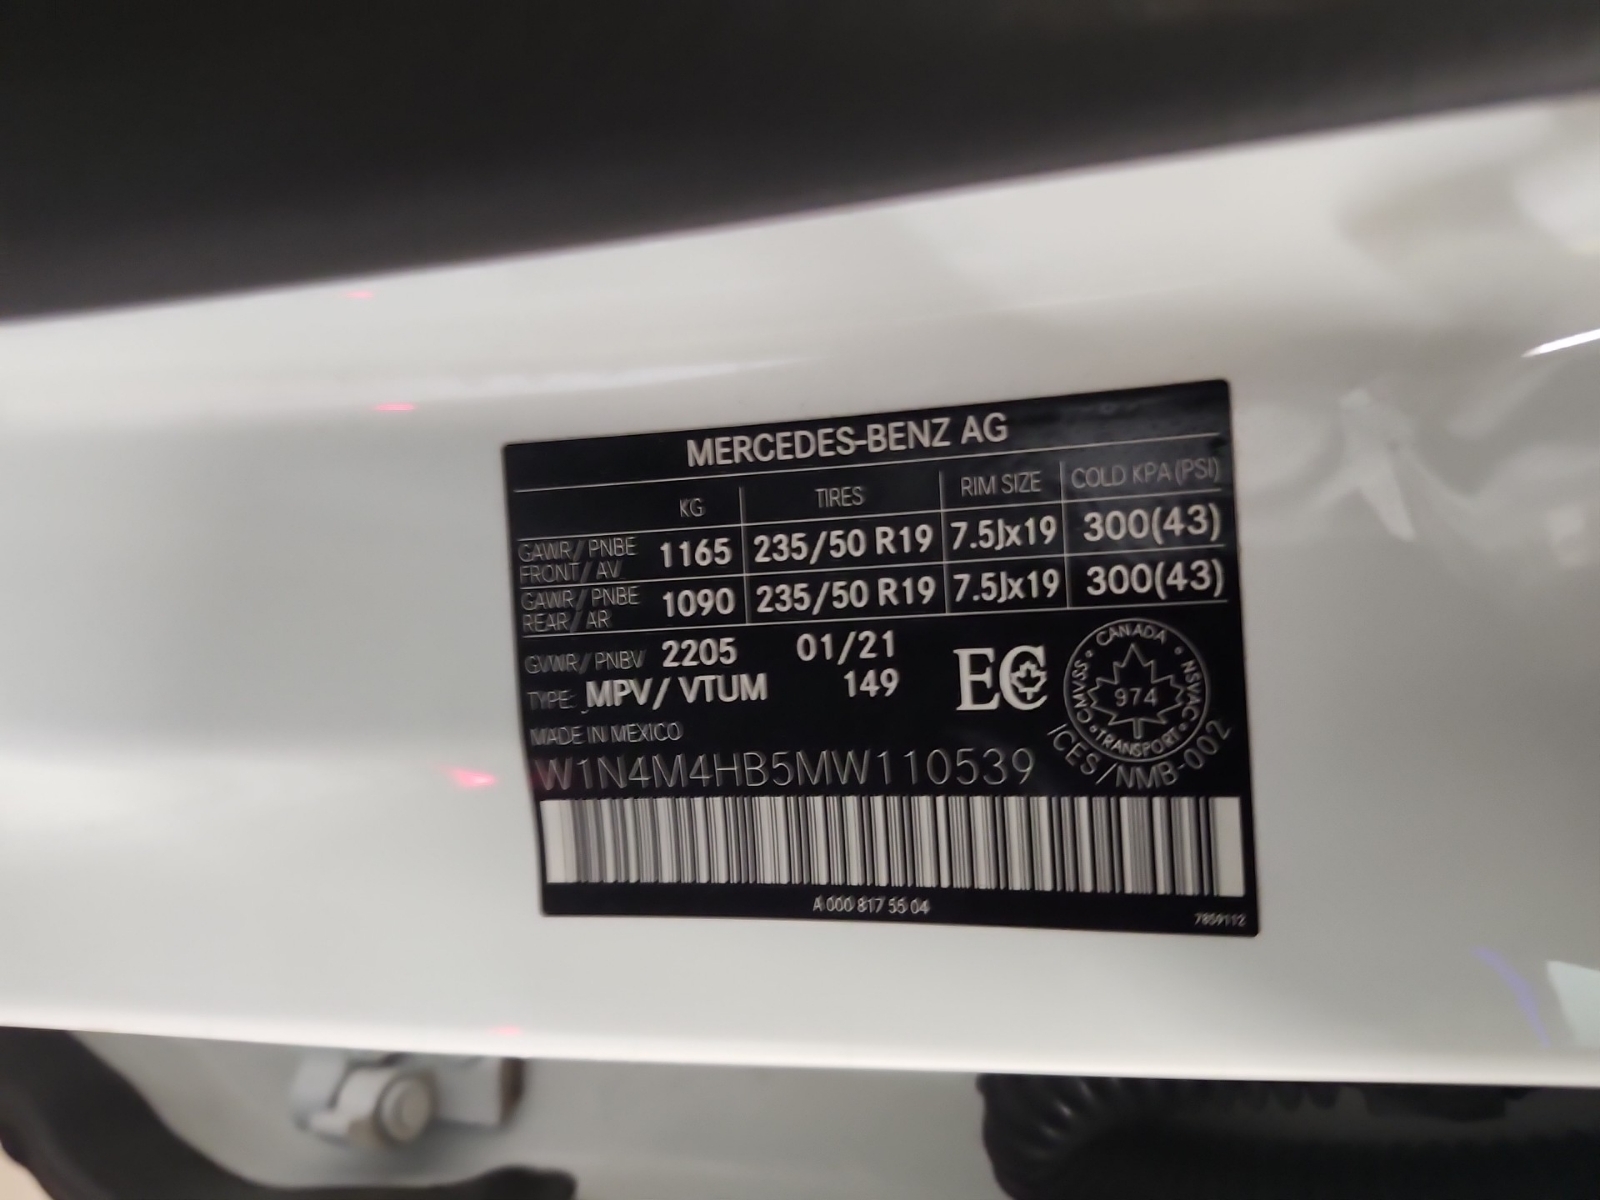 MERCEDES-BENZ AG
KG TIRES RIM SIZE COLD KPA (PSI)
GAWR/ PNBE
FRONT/ AV
1165 235/50 R19 7.5Jx19 300(43)
GAWR/ PNBE
REAR/ AR
1090 235/50 R19 7.5Jx19 300(43)
GVWR/ PNBV 2205 01/21
TYPE: MPV/ VTUM 149
EC
CANADA
NSVAC
TRANSPORT
CMVSS
974
ICES/NMB-002
MADE IN MEXICO
W1N4M4HB5MW110539
A 000 817 56 04
7859112